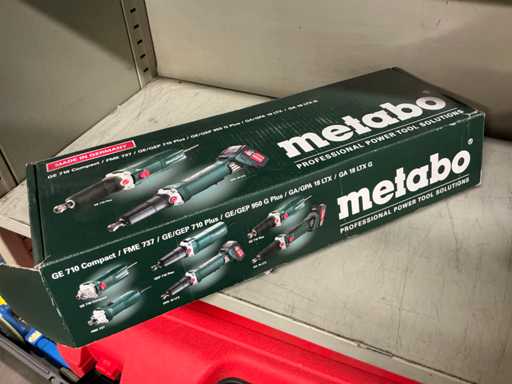 MADE IN GERMANY
GE 710 Compact / FME 737 / GE/GEP 710 Plus / GE/GEP 950 G Plus / GA/GPA 18 LTX / GA 18 LTX G
metabo
PROFESSIONAL POWER TOOL SOLUTIONS
GE 710 Compact / FME 737 / GE/GEP 710 Plus / GE/GEP 950 G Plus / GA/GPA 18 LTX / GA 18 LTX G
metabo
PROFESSIONAL POWER TOOL SOLUTIONS